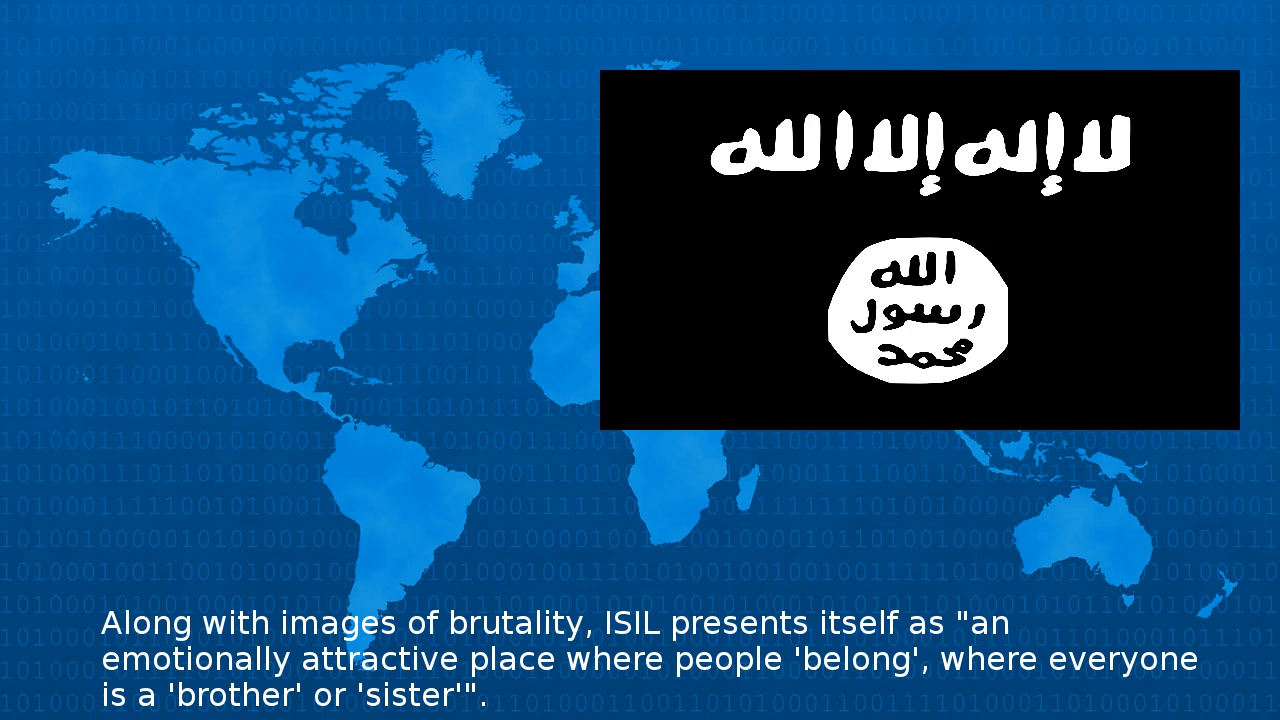 لا إله إلا الله
الله
رسول
محمد
Along with images of brutality, ISIL presents itself as "an
emotionally attractive place where people 'belong', where everyone
is a 'brother' or 'sister'".